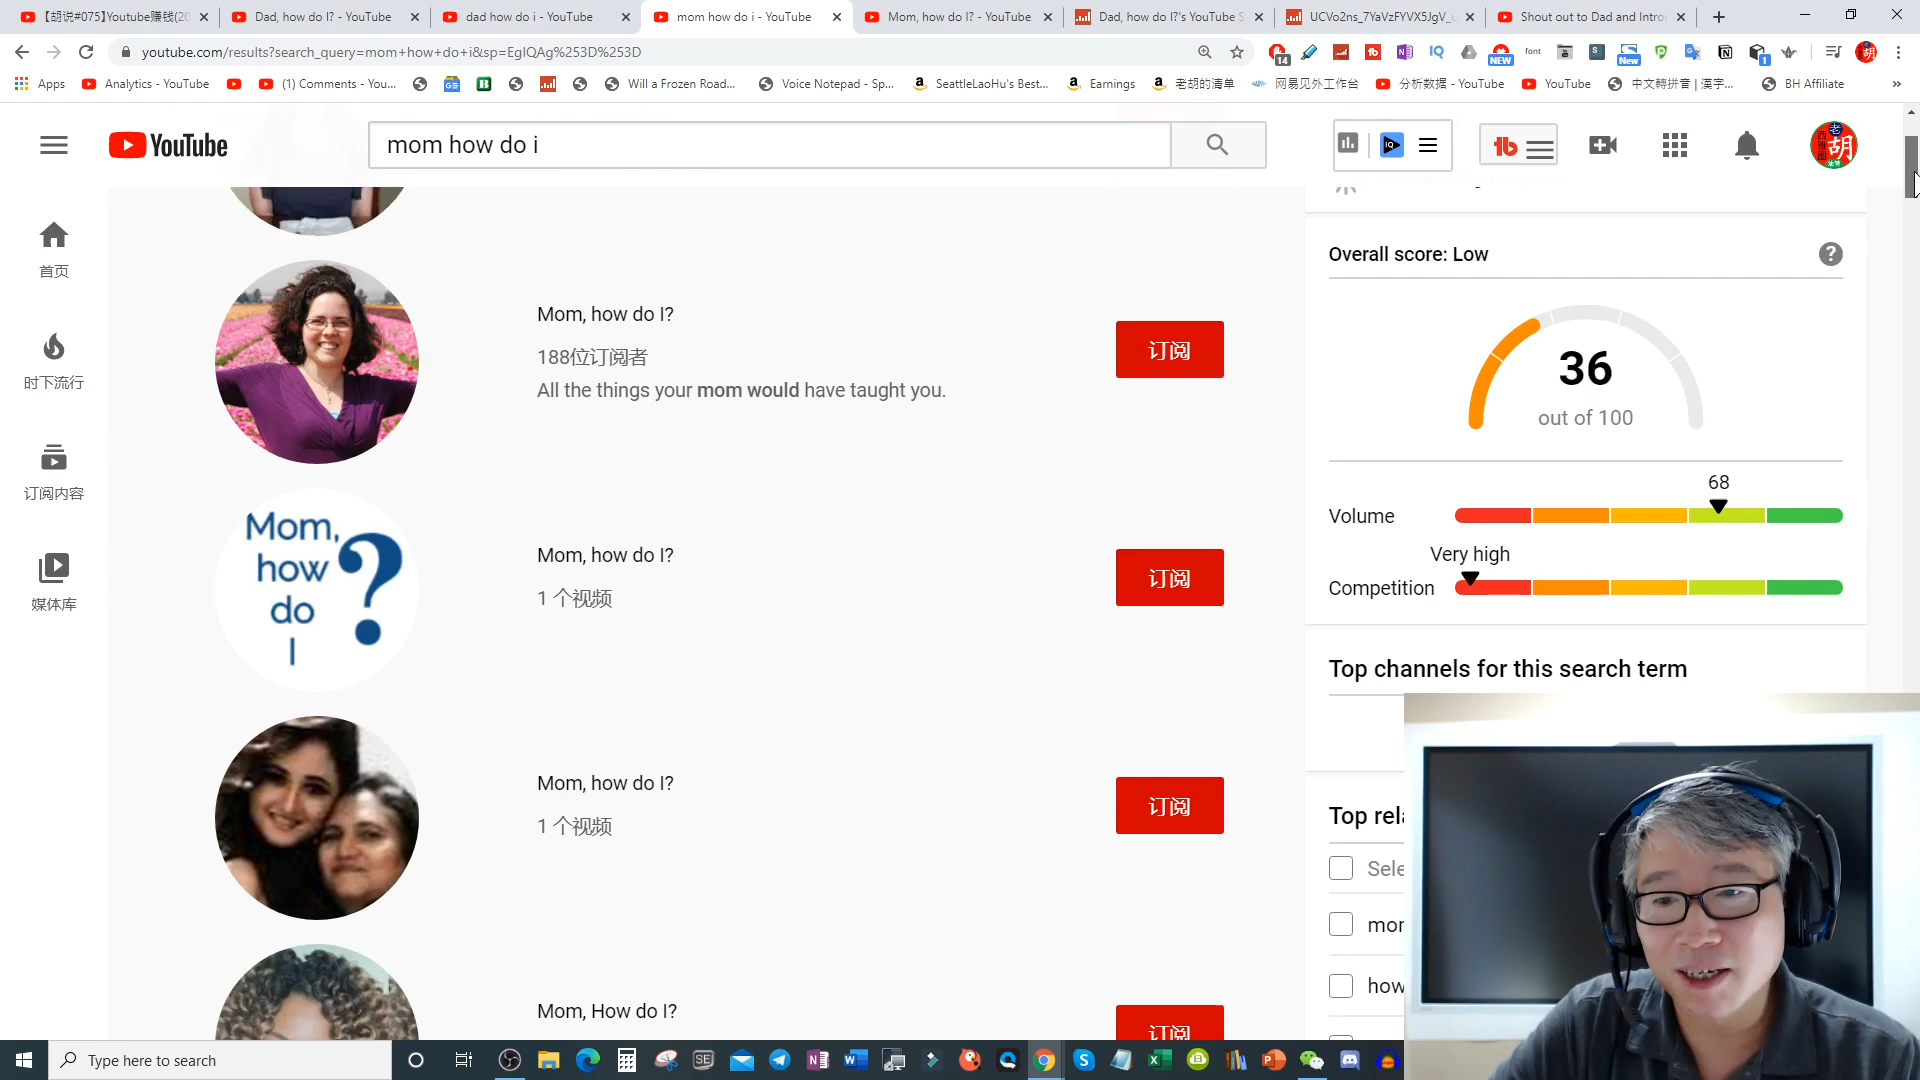 【胡说#075】Youtube赚钱(20
Dad, how do I? - YouTube
dad how do i - YouTube
mom how do i - YouTube
Mom, how do I? - YouTube
Dad, how do I?'s YouTube S
UCVo2ns_7YaVzFYVX5JgV_
Shout out to Dad and Intro
youtube.com/results?search_query=mom+how+do+i&sp=EgIQAg%253D%253D
Apps
Analytics - YouTube
(1) Comments - You...
Will a Frozen Road...
Voice Notepad - Sp...
SeattleLaoHu's Best...
Earnings
老胡的清单
网易见外工作台
分析数据 - YouTube
YouTube
中文轉拼音 | 漢字...
BH Affiliate
YouTube
mom how do i
首页
时下流行
订阅内容
媒体库
Mom, how do I?
188位订阅者
All the things your mom would have taught you.
订阅
Mom,
how
do
I
?
Mom, how do I?
1 个视频
订阅
Mom, how do I?
1 个视频
订阅
Mom, How do I?
订阅
Overall score: Low
36
out of 100
68
Volume
Very high
Competition
Top channels for this search term
Top rela
Sele
mor
how
Type here to search